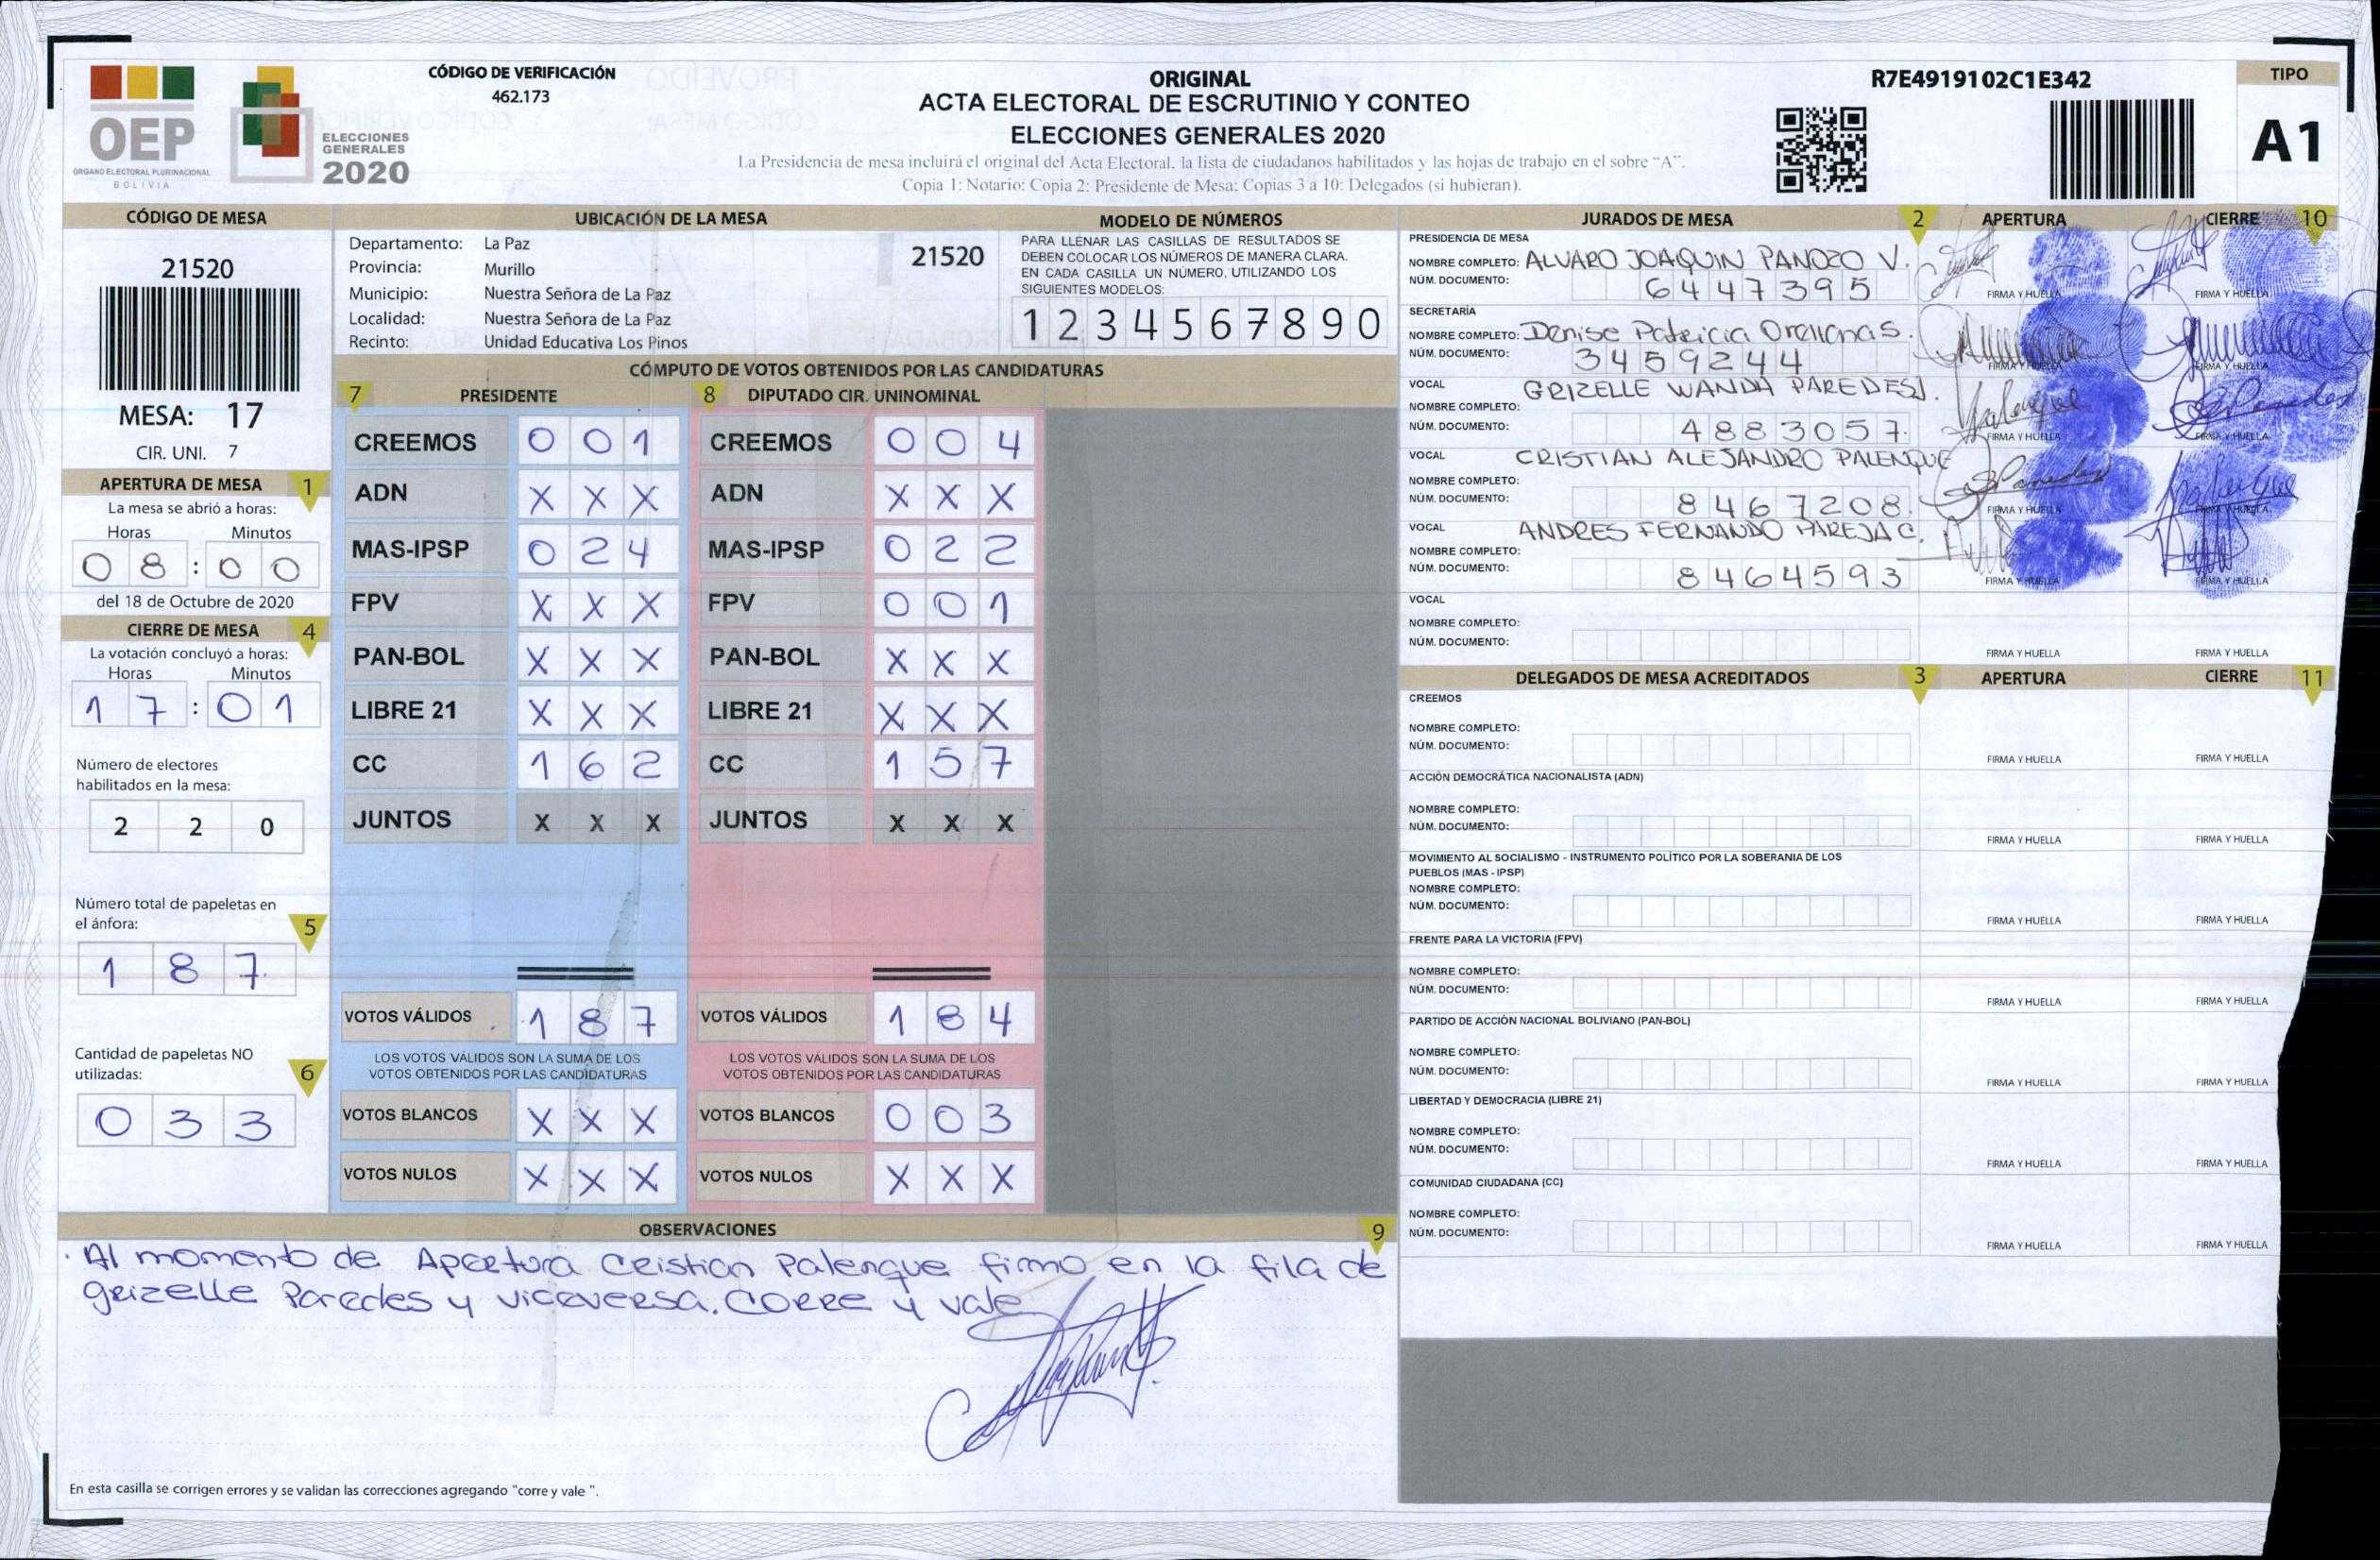 CÓDIGO DE VERIFICACIÓN
462.173
ORIGINAL
ACTA ELECTORAL DE ESCRUTINIO Y CONTEO
ELECCIONES GENERALES 2020
La Presidencia de mesa incluirá el original del Acta Electoral, la lista de ciudadanos habilitados y las hojas de trabajo en el sobre "A".
Copia 1: Notario; Copia 2: Presidente de Mesa; Copias 3 a 10: Delegados (si hubieran).
R7E4919102C1E342
TIPO
A1
OEP
ÓRGANO ELECTORAL PLURINACIONAL
BOLIVIA
ELECCIONES
GENERALES
2020
CÓDIGO DE MESA
21520
MESA: 17
CIR. UNI. 7
APERTURA DE MESA 1
La mesa se abrió a horas:
Horas Minutos
0 8 : 0 0
del 18 de Octubre de 2020
CIERRE DE MESA 4
La votación concluyó a horas:
Horas Minutos
1 7 : 0 1
Número de electores
habilitados en la mesa:
2 2 0
Número total de papeletas en
el ánfora: 5
1 8 7
Cantidad de papeletas NO
utilizadas: 6
0 3 3
UBICACIÓN DE LA MESA
Departamento: La Paz
Provincia: Murillo
Municipio: Nuestra Señora de La Paz
Localidad: Nuestra Señora de La Paz
Recinto: Unidad Educativa Los Pinos
21520
MODELO DE NÚMEROS
PARA LLENAR LAS CASILLAS DE RESULTADOS SE
DEBEN COLOCAR LOS NÚMEROS DE MANERA CLARA.
EN CADA CASILLA UN NÚMERO, UTILIZANDO LOS
SIGUIENTES MODELOS:
1 2 3 4 5 6 7 8 9 0
CÓMPUTO DE VOTOS OBTENIDOS POR LAS CANDIDATURAS
7 PRESIDENTE 8 DIPUTADO CIR. UNINOMINAL
CREEMOS 0 0 1 CREEMOS 0 0 4
ADN X X X ADN X X X
MAS-IPSP 0 2 4 MAS-IPSP 0 2 2
FPV X X X FPV 0 0 1
PAN-BOL X X X PAN-BOL X X X
LIBRE 21 X X X LIBRE 21 X X X
CC 1 6 2 CC 1 5 7
JUNTOS X X X JUNTOS X X X
VOTOS VÁLIDOS 1 8 7 VOTOS VÁLIDOS 1 8 4
LOS VOTOS VÁLIDOS SON LA SUMA DE LOS LOS VOTOS VÁLIDOS SON LA SUMA DE LOS
VOTOS OBTENIDOS POR LAS CANDIDATURAS VOTOS OBTENIDOS POR LAS CANDIDATURAS
VOTOS BLANCOS X X X VOTOS BLANCOS 0 0 3
VOTOS NULOS X X X VOTOS NULOS X X X
OBSERVACIONES 9
Al momento de Apertura Cristian Palenque firmo en la fila de
Grizelle Paredes y viceversa. CORRE y vale
En esta casilla se corrigen errores y se validan las correcciones agregando "corre y vale ".
JURADOS DE MESA 2 APERTURA CIERRE 10
PRESIDENCIA DE MESA
NOMBRE COMPLETO: ALVARO JOAQUIN PANOZO V.
NÚM. DOCUMENTO: 6447395
FIRMA Y HUELLA FIRMA Y HUELLA
SECRETARÍA
NOMBRE COMPLETO: Denise Patricia Orellana S.
NÚM. DOCUMENTO: 3459244
FIRMA Y HUELLA FIRMA Y HUELLA
VOCAL GRIZELLE WANDA PAREDES J.
NOMBRE COMPLETO:
NÚM. DOCUMENTO: 4883057
FIRMA Y HUELLA FIRMA Y HUELLA
VOCAL CRISTIAN ALEJANDRO PALENQUE
NOMBRE COMPLETO:
NÚM. DOCUMENTO: 8467208
FIRMA Y HUELLA FIRMA Y HUELLA
VOCAL ANDRES FERNANDO PAREJA C.
NOMBRE COMPLETO:
NÚM. DOCUMENTO: 8464593
FIRMA Y HUELLA FIRMA Y HUELLA
VOCAL
NOMBRE COMPLETO:
NÚM. DOCUMENTO:
FIRMA Y HUELLA FIRMA Y HUELLA
DELEGADOS DE MESA ACREDITADOS 3 APERTURA CIERRE 11
CREEMOS
NOMBRE COMPLETO:
NÚM. DOCUMENTO:
FIRMA Y HUELLA FIRMA Y HUELLA
ACCIÓN DEMOCRÁTICA NACIONALISTA (ADN)
NOMBRE COMPLETO:
NÚM. DOCUMENTO:
FIRMA Y HUELLA FIRMA Y HUELLA
MOVIMIENTO AL SOCIALISMO - INSTRUMENTO POLÍTICO POR LA SOBERANIA DE LOS
PUEBLOS (MAS - IPSP)
NOMBRE COMPLETO:
NÚM. DOCUMENTO:
FIRMA Y HUELLA FIRMA Y HUELLA
FRENTE PARA LA VICTORIA (FPV)
NOMBRE COMPLETO:
NÚM. DOCUMENTO:
FIRMA Y HUELLA FIRMA Y HUELLA
PARTIDO DE ACCIÓN NACIONAL BOLIVIANO (PAN-BOL)
NOMBRE COMPLETO:
NÚM. DOCUMENTO:
FIRMA Y HUELLA FIRMA Y HUELLA
LIBERTAD Y DEMOCRACIA (LIBRE 21)
NOMBRE COMPLETO:
NÚM. DOCUMENTO:
FIRMA Y HUELLA FIRMA Y HUELLA
COMUNIDAD CIUDADANA (CC)
NOMBRE COMPLETO:
NÚM. DOCUMENTO:
FIRMA Y HUELLA FIRMA Y HUELLA